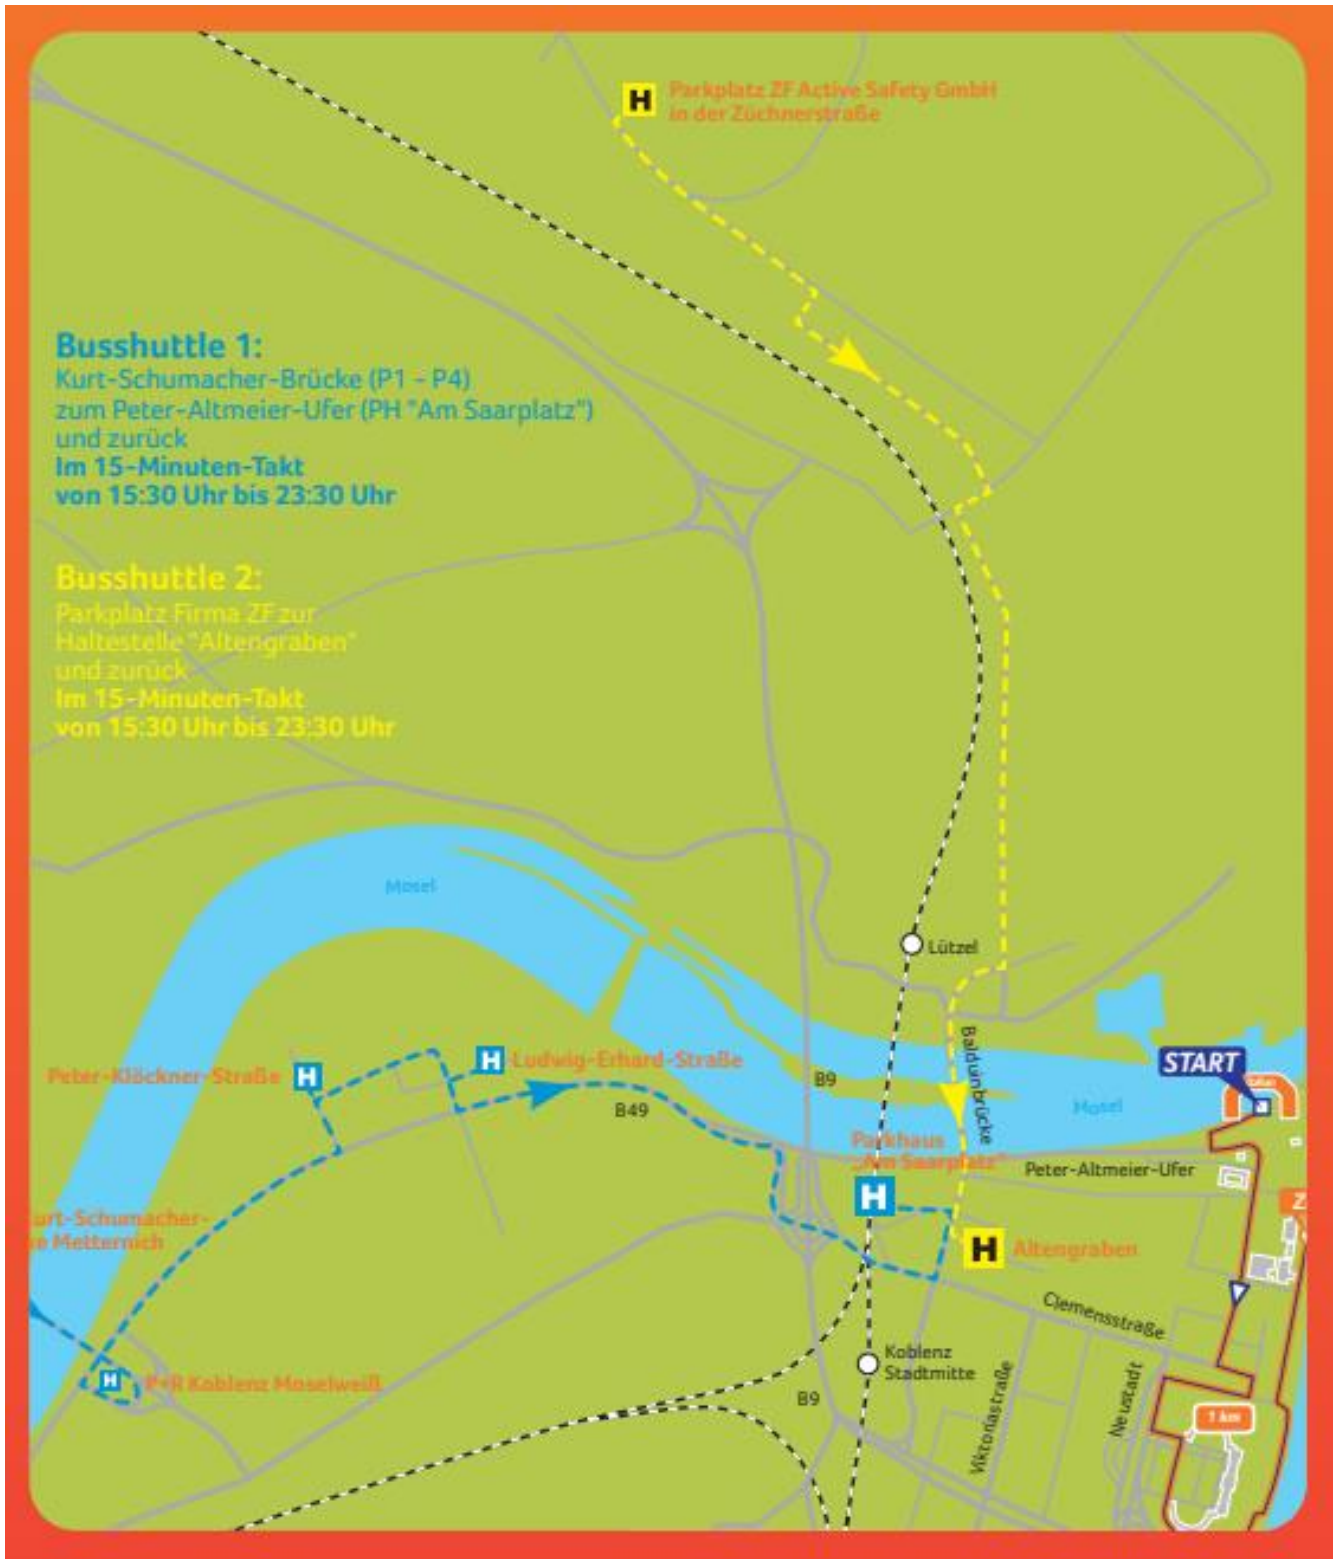 H
Parkplatz ZF Active Safety GmbH
in der Züchnerstraße
Busshuttle 1:
Kurt-Schumacher-Brücke (P1 - P4)
zum Peter-Altmeier-Ufer (PH "Am Saarplatz")
und zurück
Im 15-Minuten-Takt
von 15:30 Uhr bis 23:30 Uhr
Busshuttle 2:
Parkplatz Firma ZF zur
Haltestelle "Altengraben"
und zurück
Im 15-Minuten-Takt
von 15:30 Uhr bis 23:30 Uhr
Mosel
Lützel
Balduinbrücke
START
Peter-Klöckner-Straße
H
H
Ludwig-Erhard-Straße
B49
B9
Mosel
Parkhaus
„Am Saarplatz“
H
Peter-Altmeier-Ufer
urt-Schumacher-
e Metternich
Z
H
Altengraben
Clemensstraße
Koblenz
Stadtmitte
H
P+R Koblenz Moselweiß
B9
Viktoriastraße
Neustadt
1 km